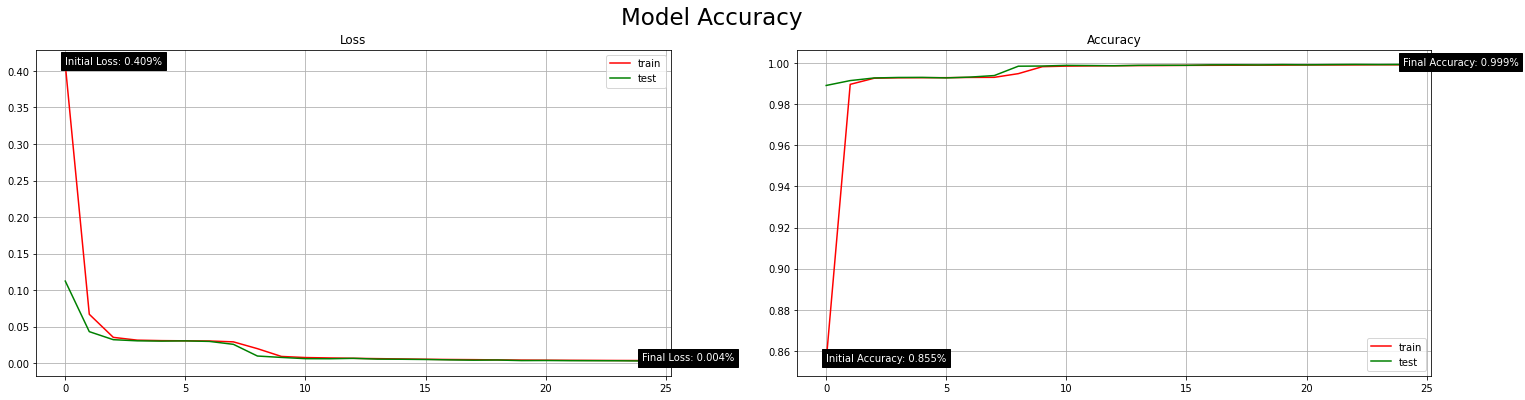 Model Accuracy
Loss
Initial Loss: 0.409%
train
test
Final Loss: 0.004%
0.40
0.35
0.30
0.25
0.20
0.15
0.10
0.05
0.00
0 5 10 15 20 25
Accuracy
Final Accuracy: 0.999%
Initial Accuracy: 0.855%
train
test
1.00
0.98
0.96
0.94
0.92
0.90
0.88
0.86
0 5 10 15 20 25